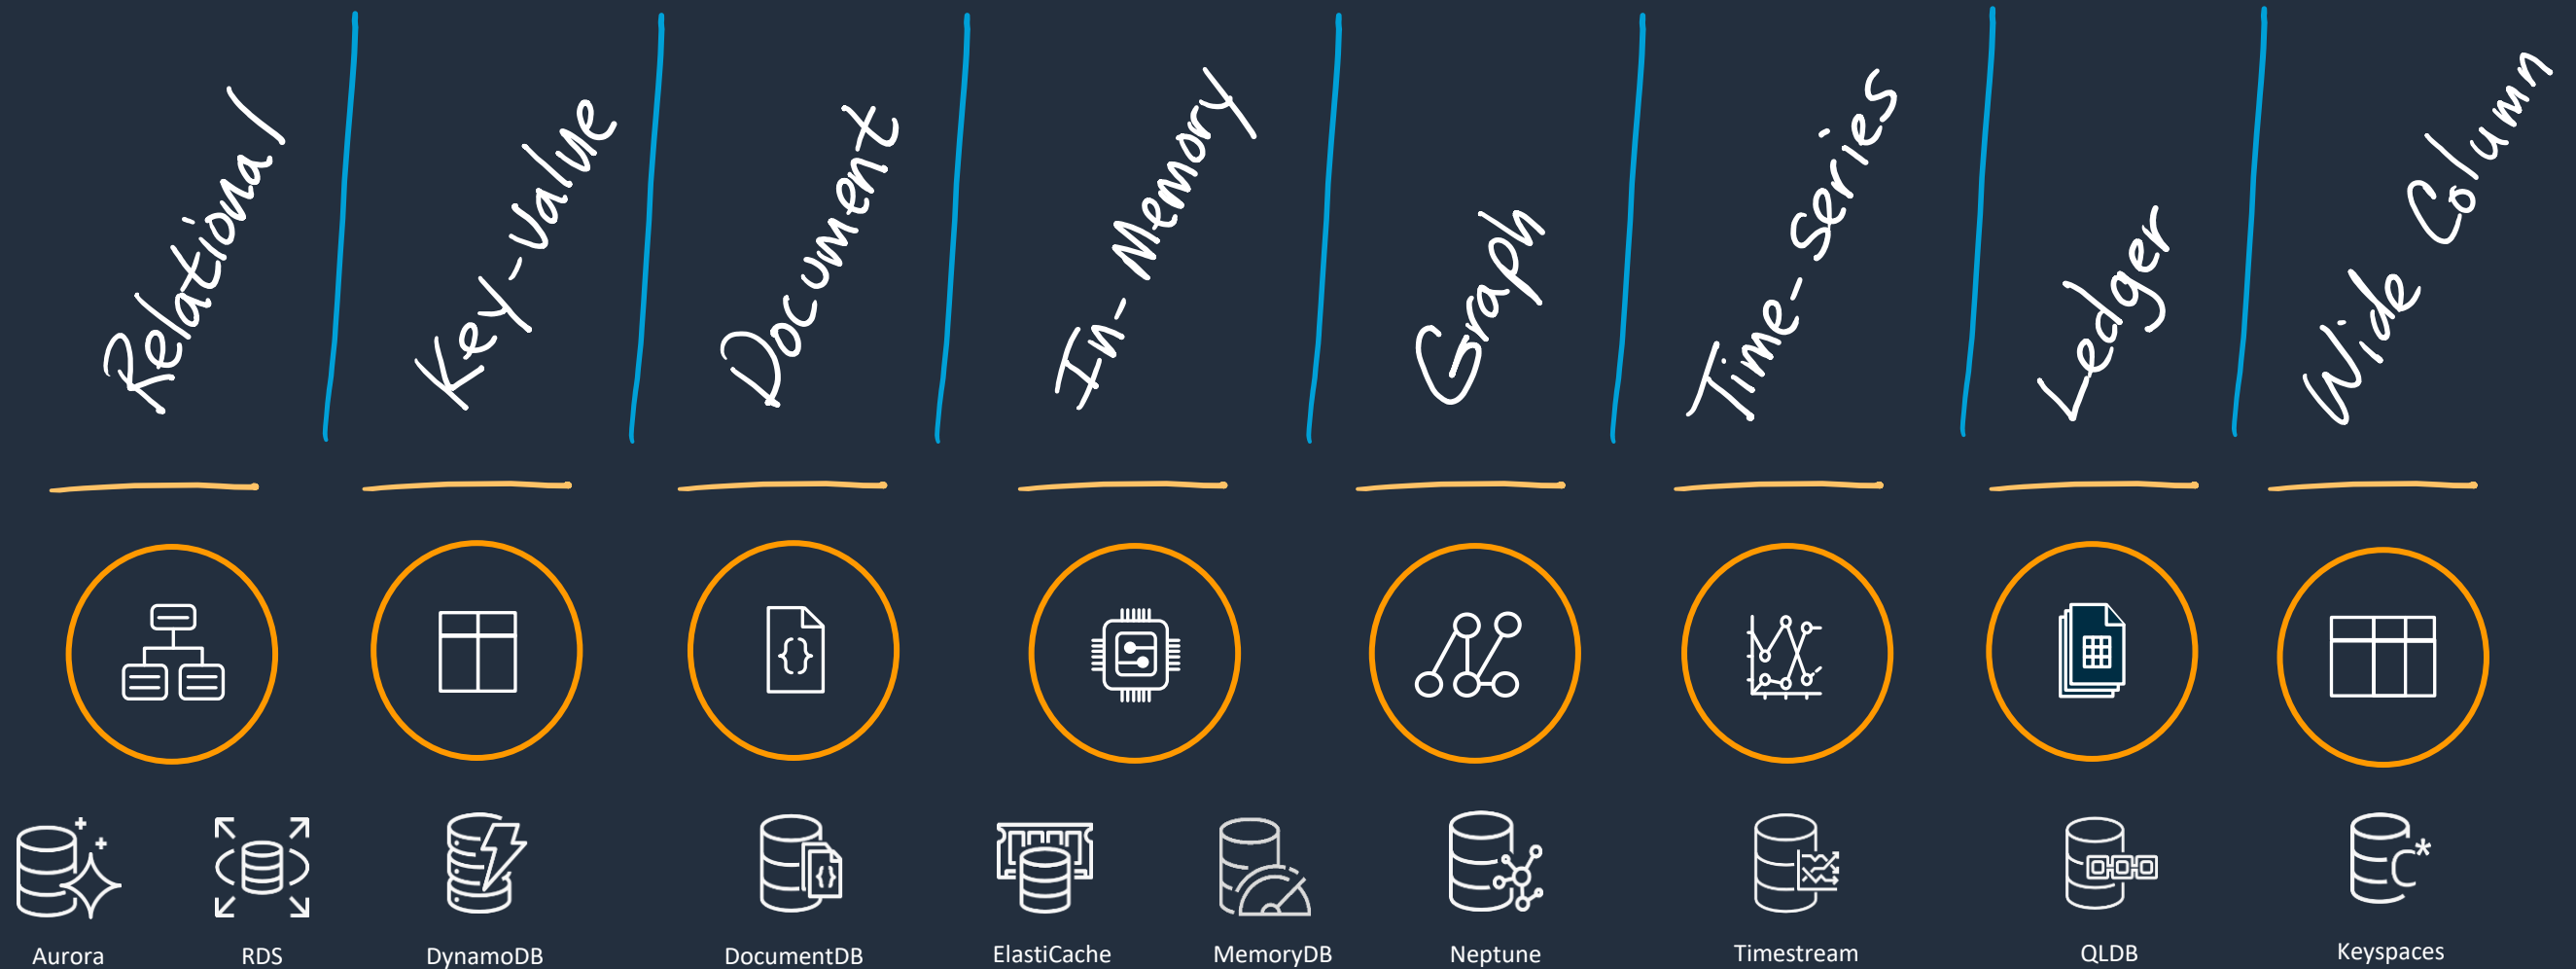 Relational
Key-Value
Document
In-Memory
Graph
Time-Series
Ledger
Wide Column
{}
{}
C*
Aurora
RDS
DynamoDB
DocumentDB
ElastiCache
MemoryDB
Neptune
Timestream
QLDB
Keyspaces